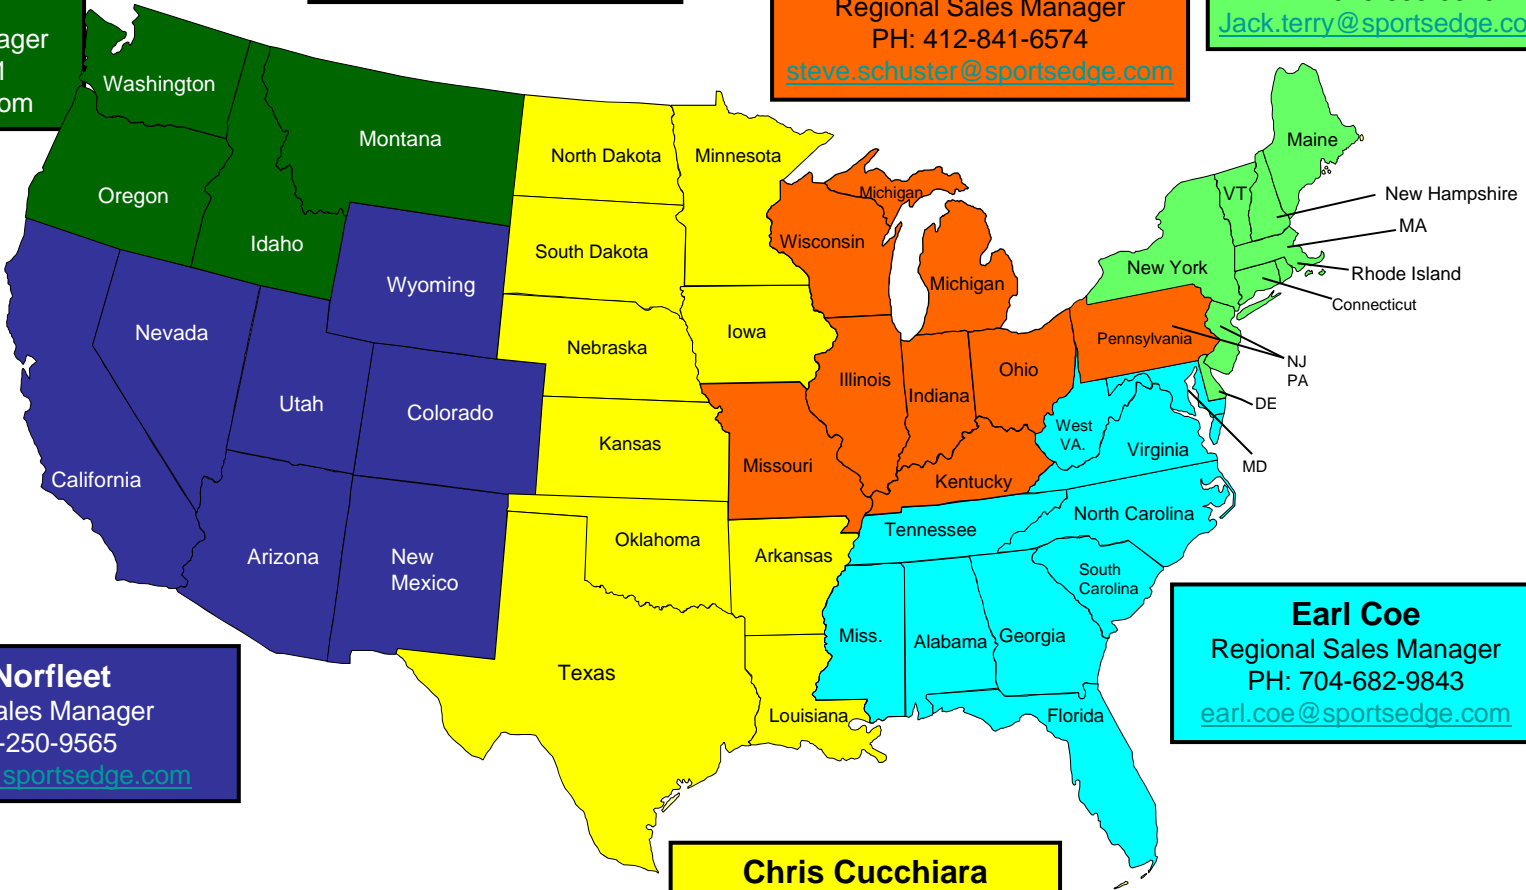 Regional Sales Manager
PH: 412-841-6574
steve.schuster@sportsedge.com
Jack.terry@sportsedge.co
ager
om
Washington
Montana
Oregon
Idaho
North Dakota
Minnesota
Michigan
Maine
VT
New Hampshire
MA
South Dakota
Wisconsin
Wyoming
Michigan
New York
Rhode Island
Connecticut
Nevada
Nebraska
Iowa
Pennsylvania
NJ
PA
Utah
Colorado
Illinois
Indiana
Ohio
DE
California
Kansas
Missouri
Kentucky
West
VA.
Virginia
MD
Arizona
New
Mexico
Oklahoma
Arkansas
Tennessee
North Carolina
South
Carolina
Texas
Miss.
Alabama
Georgia
Louisiana
Florida
Norfleet
ales Manager
-250-9565
sportsedge.com
Earl Coe
Regional Sales Manager
PH: 704-682-9843
earl.coe@sportsedge.com
Chris Cucchiara